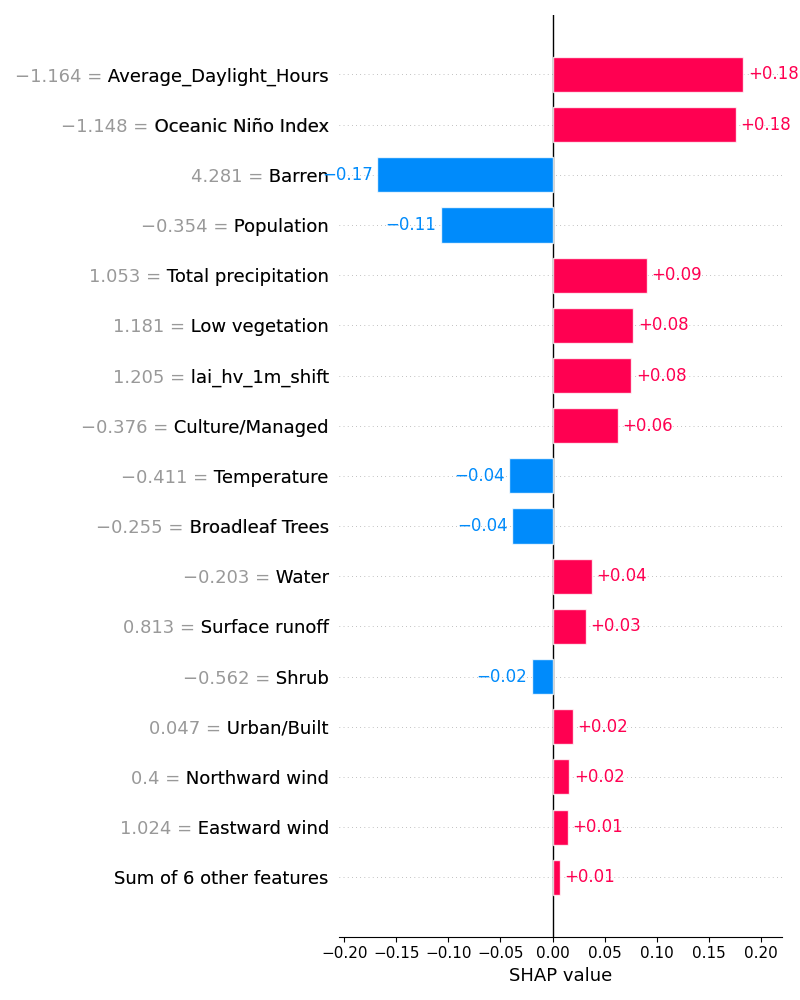 −1.164 = Average_Daylight_Hours +0.18
−1.148 = Oceanic Niño Index +0.18
4.281 = Barren −0.17
−0.354 = Population −0.11
1.053 = Total precipitation +0.09
1.181 = Low vegetation +0.08
1.205 = lai_hv_1m_shift +0.08
−0.376 = Culture/Managed +0.06
−0.411 = Temperature −0.04
−0.255 = Broadleaf Trees −0.04
−0.203 = Water +0.04
0.813 = Surface runoff +0.03
−0.562 = Shrub −0.02
0.047 = Urban/Built +0.02
0.4 = Northward wind +0.02
1.024 = Eastward wind +0.01
Sum of 6 other features +0.01
−0.20 −0.15 −0.10 −0.05 0.00 0.05 0.10 0.15 0.20
SHAP value